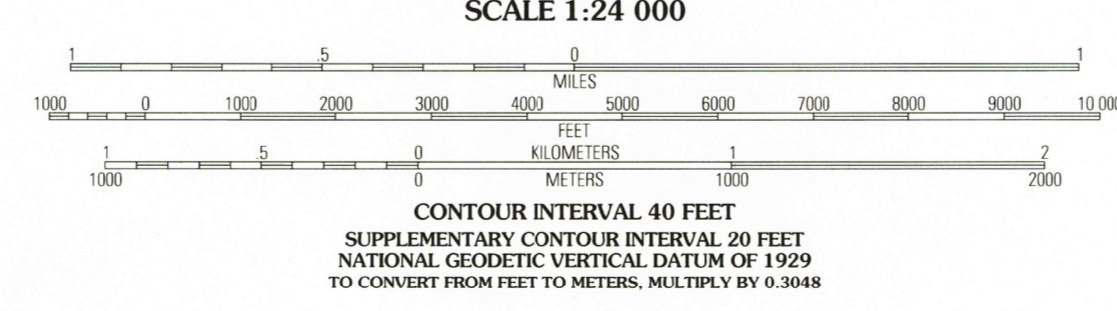 SCALE 1:24 000
1 .5 0 1
MILES
1000 0 1000 2000 3000 4000 5000 6000 7000 8000 9000 10 000
FEET
1 .5 0 KILOMETERS 1 2
1000 0 METERS 1000 2000
CONTOUR INTERVAL 40 FEET
SUPPLEMENTARY CONTOUR INTERVAL 20 FEET
NATIONAL GEODETIC VERTICAL DATUM OF 1929
TO CONVERT FROM FEET TO METERS, MULTIPLY BY 0.3048